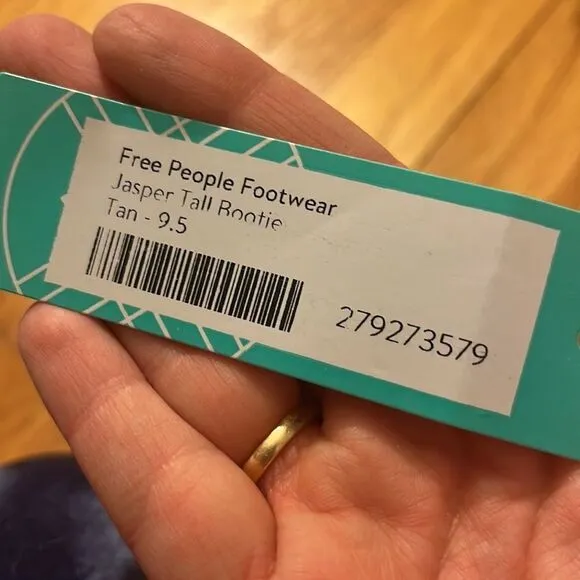 Free People Footwear
Jasper Tall Bootie
Tan - 9.5
279273579